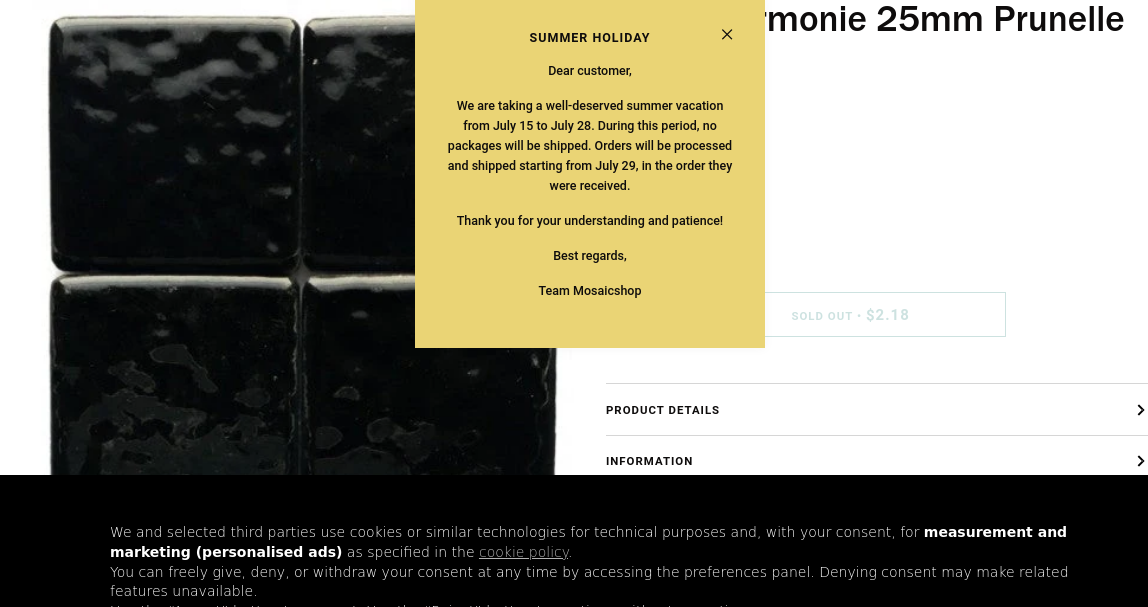 rmonie 25mm Prunelle
SUMMER HOLIDAY
Dear customer,
We are taking a well-deserved summer vacation
from July 15 to July 28. During this period, no
packages will be shipped. Orders will be processed
and shipped starting from July 29, in the order they
were received.
Thank you for your understanding and patience!
Best regards,
Team Mosaicshop
SOLD OUT • $2.18
PRODUCT DETAILS
INFORMATION
We and selected third parties use cookies or similar technologies for technical purposes and, with your consent, for measurement and
marketing (personalised ads) as specified in the cookie policy.
You can freely give, deny, or withdraw your consent at any time by accessing the preferences panel. Denying consent may make related
features unavailable.